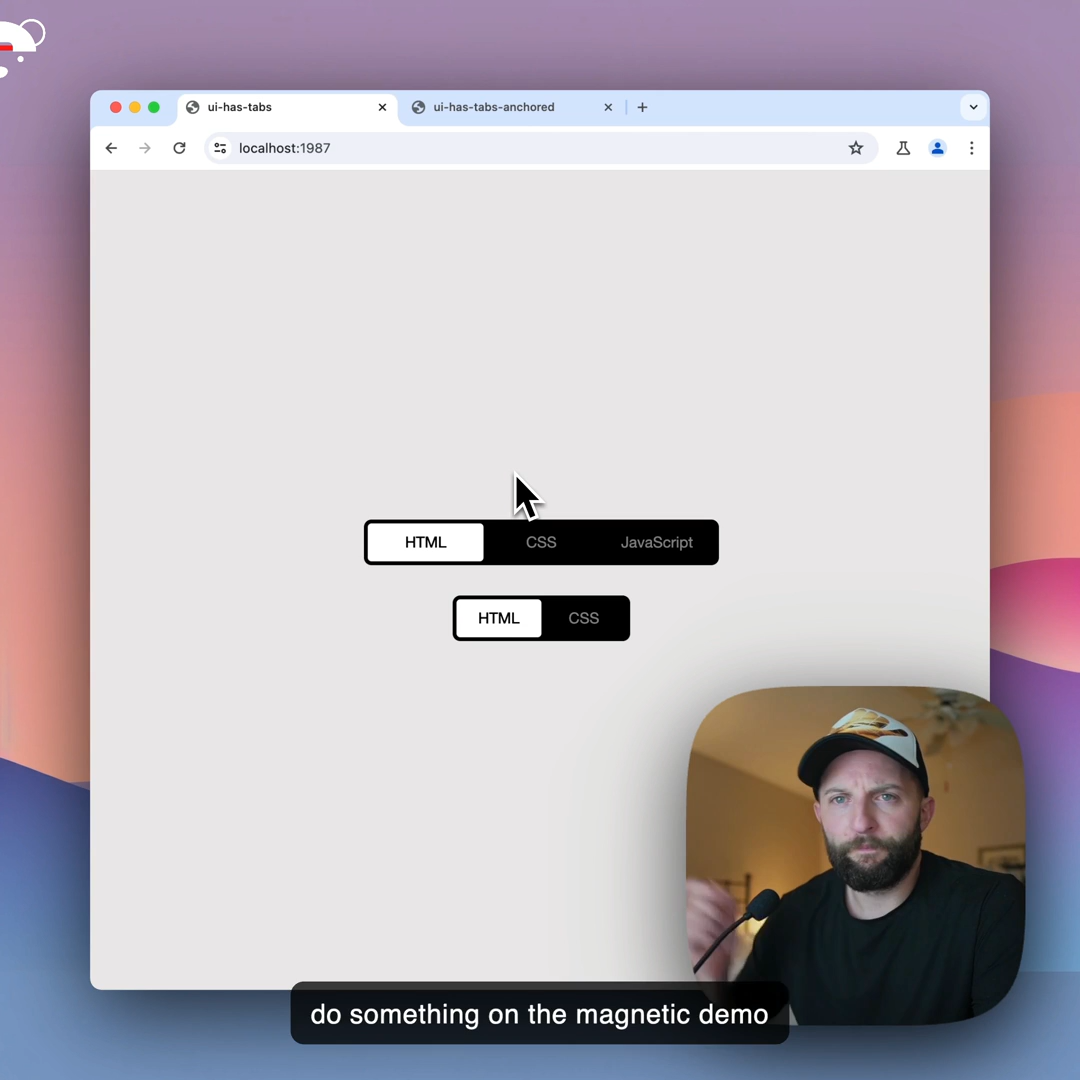 ui-has-tabs
ui-has-tabs-anchored
localhost:1987
HTML CSS JavaScript
HTML CSS
do something on the magnetic demo